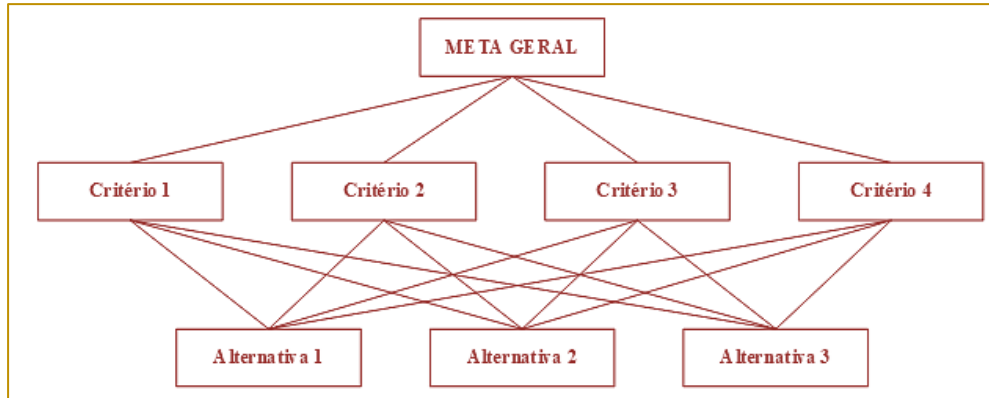 META GERAL
Critério 1
Critério 2
Critério 3
Critério 4
Alternativa 1
Alternativa 2
Alternativa 3